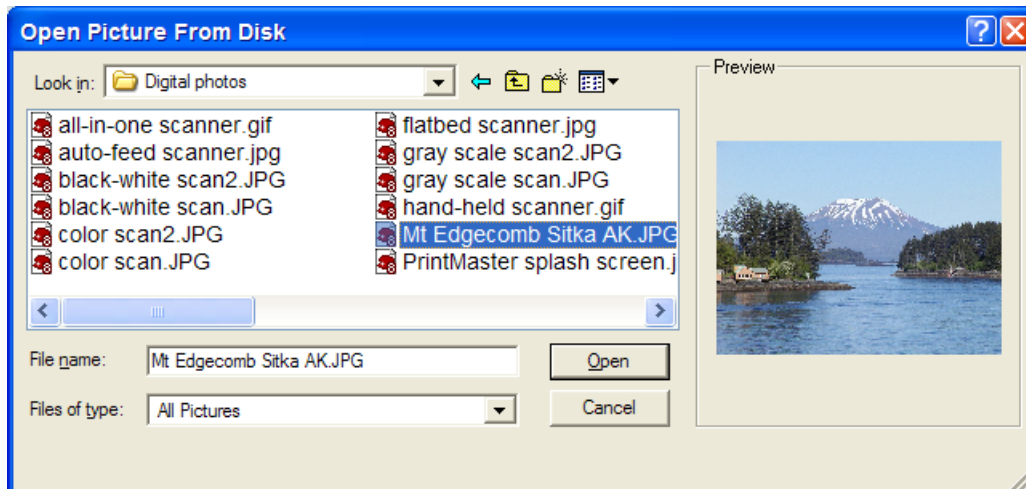 Open Picture From Disk
Look in: Digital photos
Preview
all-in-one scanner.gif
auto-feed scanner.jpg
black-white scan2.JPG
black-white scan.JPG
color scan2.JPG
color scan.JPG
flatbed scanner.jpg
gray scale scan2.JPG
gray scale scan.JPG
hand-held scanner.gif
Mt Edgecomb Sitka AK.JPG
PrintMaster splash screen.j
File name: Mt Edgecomb Sitka AK.JPG Open
Files of type: All Pictures Cancel